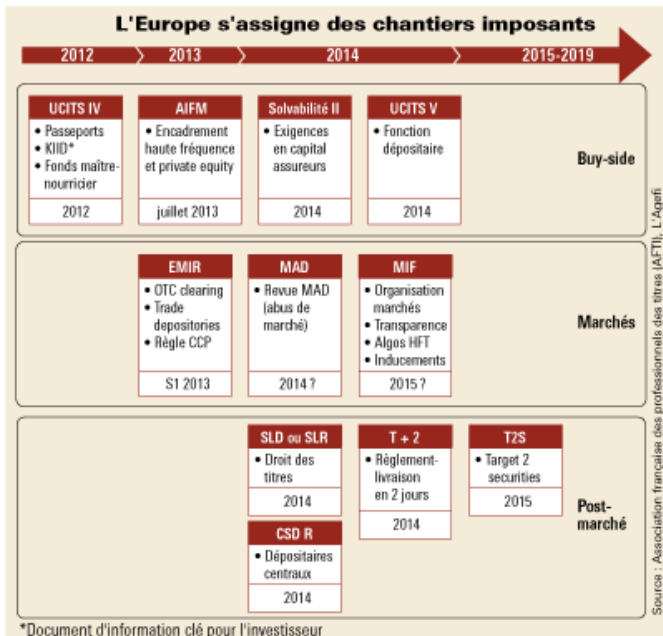 L'Europe s'assigne des chantiers imposants
2012
2013
2014
2015-2019
UCITS IV
• Passeports
• KIID*
• Fonds maître-
nourricier
2012
AIFM
• Encadrement
haute fréquence
et private equity
juillet 2013
Solvabilité II
• Exigences
en capital
assureurs
2014
UCITS V
• Fonction
dépositaire
2014
Buy-side
EMIR
• OTC clearing
• Trade
depositories
• Règle CCP
S1 2013
MAD
• Revue MAD
(abus de
marché)
2014 ?
MIF
• Organisation
marchés
• Transparence
• Algos HFT
• Inducements
2015 ?
Marchés
SLD ou SLR
• Droit des
titres
2014
CSD R
• Dépositaires
centraux
2014
T + 2
• Règlement-
livraison
en 2 jours
2014
T2S
• Target 2
securities
2015
Post-
marché
*Document d'information clé pour l'investisseur
Source : Association française des professionnels des titres (AFTI), L'Agefi